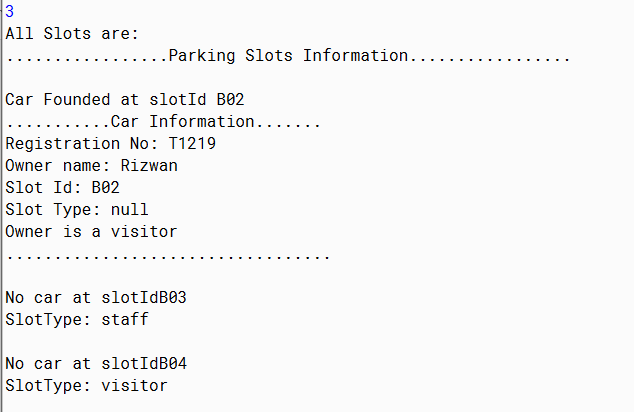 3
All Slots are:
.................Parking Slots Information.................
Car Founded at slotId B02
...........Car Information.......
Registration No: T1219
Owner name: Rizwan
Slot Id: B02
Slot Type: null
Owner is a visitor
..................................
No car at slotIdB03
SlotType: staff
No car at slotIdB04
SlotType: visitor